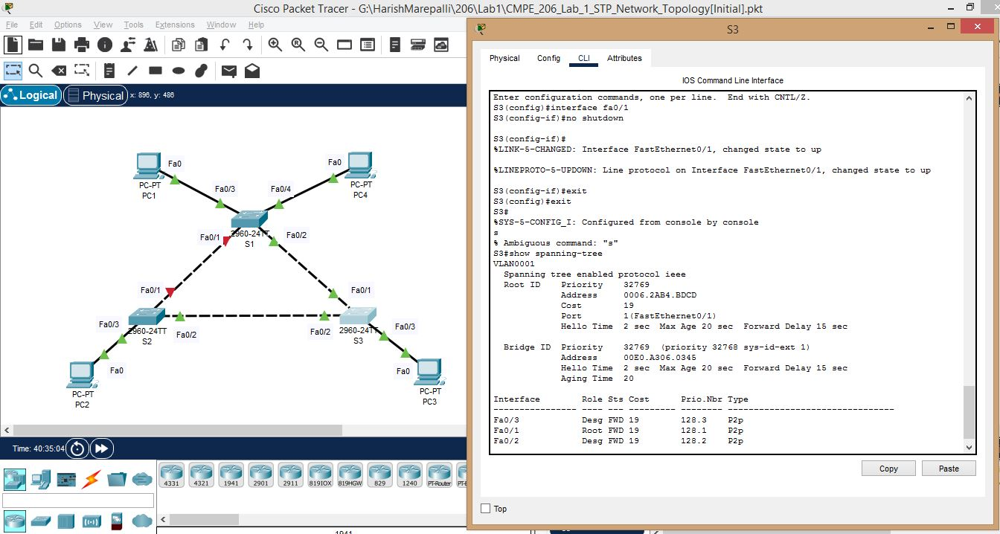 Cisco Packet Tracer - G:\HarishMarepalli\206\Lab1\CMPE_206_Lab_1_STP_Network_Topology[Initial].pkt
File Edit Options View Tools Extensions Window Help
Logical Physical x: 896, y: 486
Fa0
PC-PT
PC1
Fa0
PC-PT
PC4
Fa0/3
Fa0/4
Fa0/1
2960-24TT
S1
Fa0/2
Fa0/1
Fa0/1
2960-24TT
S2
Fa0/3
Fa0/2
Fa0/2
2960-24TT
S3
Fa0/3
Fa0
PC-PT
PC2
Fa0
PC-PT
PC3
Time: 40:35:04
4331 4321 1941 2901 2911 819IOX 819HGW 829 1240 PT-Router
1941
S3
Physical Config CLI Attributes
IOS Command Line Interface
Enter configuration commands, one per line. End with CNTL/Z.
S3(config)#interface fa0/1
S3(config-if)#no shutdown
S3(config-if)#
%LINK-5-CHANGED: Interface FastEthernet0/1, changed state to up
%LINEPROTO-5-UPDOWN: Line protocol on Interface FastEthernet0/1, changed state to up
S3(config-if)#exit
S3(config)#exit
S3#
%SYS-5-CONFIG_I: Configured from console by console
s
% Ambiguous command: "s"
S3#show spanning-tree
VLAN0001
Spanning tree enabled protocol ieee
Root ID Priority 32769
Address 0006.2AB4.BDCD
Cost 19
Port 1(FastEthernet0/1)
Hello Time 2 sec Max Age 20 sec Forward Delay 15 sec
Bridge ID Priority 32769 (priority 32768 sys-id-ext 1)
Address 00E0.A306.0345
Hello Time 2 sec Max Age 20 sec Forward Delay 15 sec
Aging Time 20
Interface Role Sts Cost Prio.Nbr Type
---------------- ---- --- --------- -------- --------------------------------
Fa0/3 Desg FWD 19 128.3 P2p
Fa0/1 Root FWD 19 128.1 P2p
Fa0/2 Desg FWD 19 128.2 P2p
Copy Paste
Top